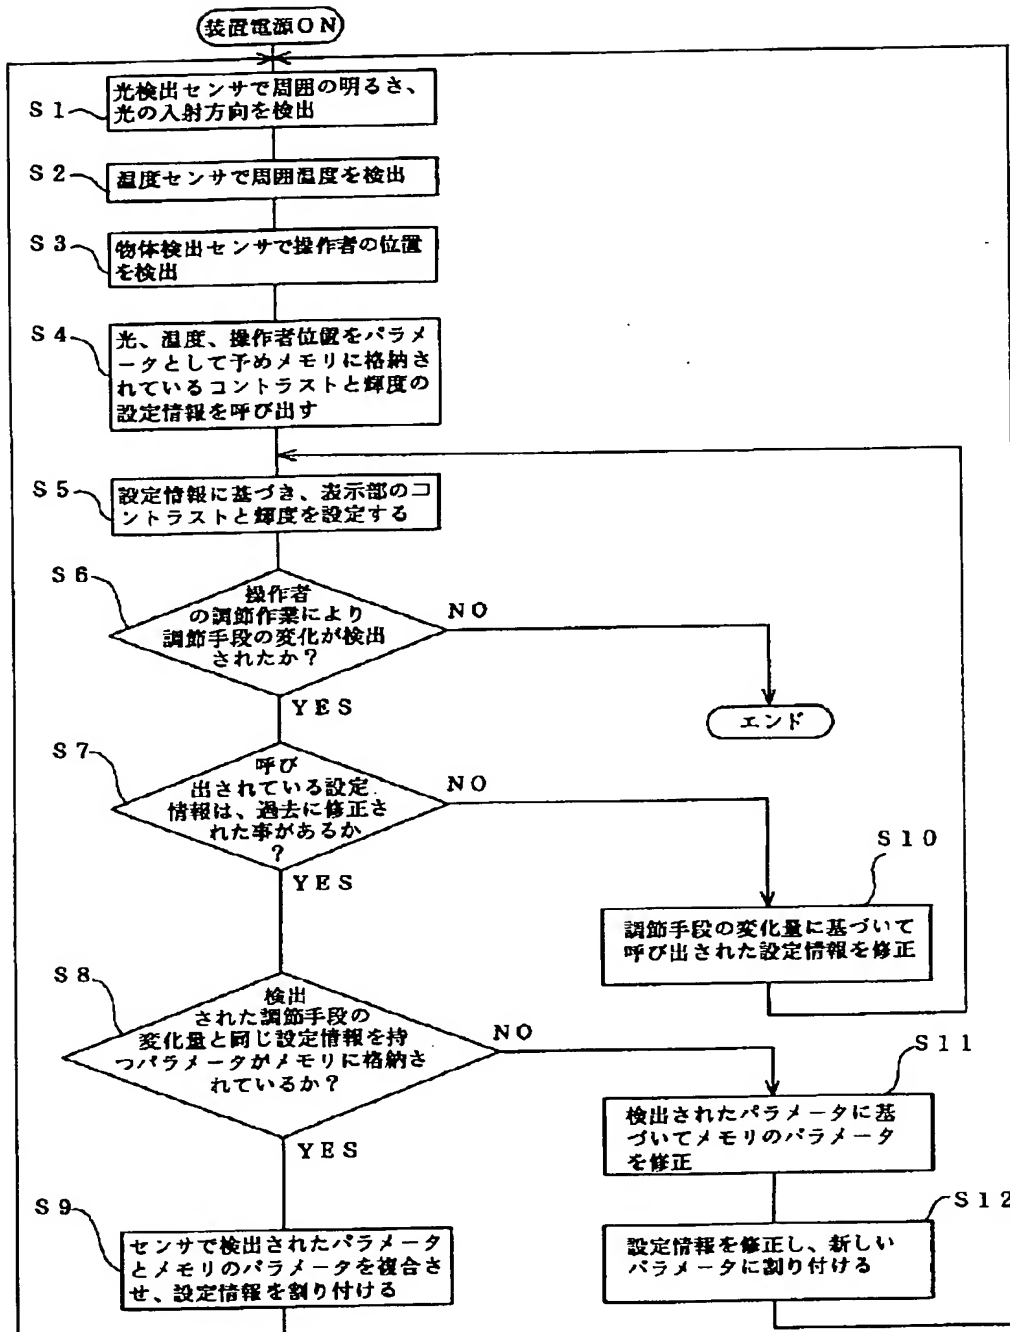 装置電源ON
S1
光検出センサで周囲の明るさ、
光の入射方向を検出
S2
温度センサで周囲温度を検出
S3
物体検出センサで操作者の位置
を検出
S4
光、温度、操作者位置をパラメ
ータとして予めメモリに格納さ
れているコントラストと輝度の
設定情報を呼び出す
S5
設定情報に基づき、表示部のコ
ントラストと輝度を設定する
S6
操作者
の調節作業により
調節手段の変化が検出
されたか?
NO
YES
エンド
S7
呼び
出されている設定
情報は、過去に修正さ
れた事があるか
?
NO
YES
S10
調節手段の変化量に基づいて
呼び出された設定情報を修正
S8
検出
された調節手段の
変化量と同じ設定情報を持
つパラメータがメモリに格納さ
れているか?
NO
YES
S11
検出されたパラメータに基
づいてメモリのパラメータ
を修正
S9
センサで検出されたパラメータ
とメモリのパラメータを複合さ
せ、設定情報を割り付ける
S12
設定情報を修正し、新しい
パラメータに割り付ける